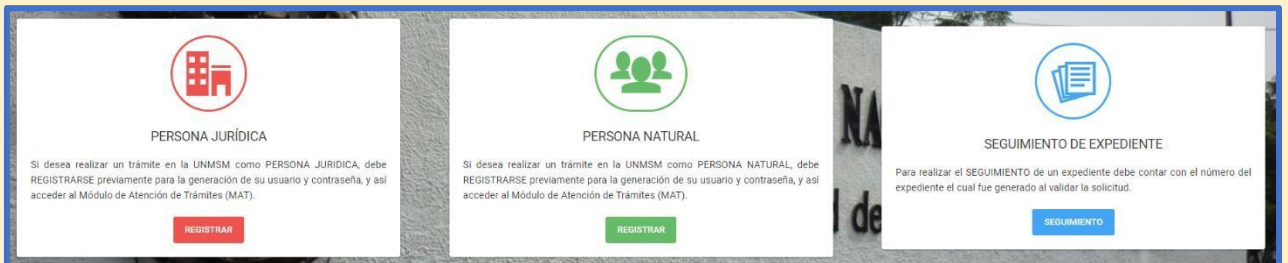 PERSONA JURÍDICA
Si desea realizar un trámite en la UNMSM como PERSONA JURIDICA, debe
REGISTRARSE previamente para la generación de su usuario y contraseña, y así
acceder al Módulo de Atención de Trámites (MAT).
REGISTRAR
PERSONA NATURAL
Si desea realizar un trámite en la UNMSM como PERSONA NATURAL, debe
REGISTRARSE previamente para la generación de su usuario y contraseña, y así
acceder al Módulo de Atención de Trámites (MAT).
REGISTRAR
NA
d de
SEGUIMIENTO DE EXPEDIENTE
Para realizar el SEGUIMIENTO de un expediente debe contar con el número del
expediente el cual fue generado al validar la solicitud.
SEGUIMIENTO